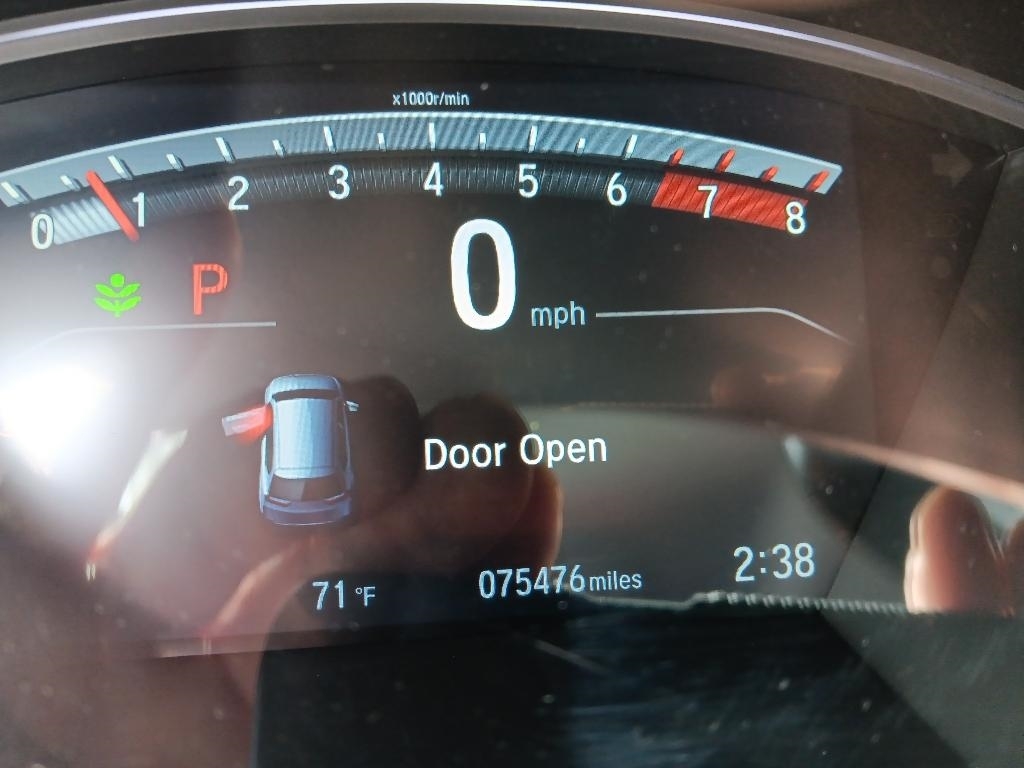 x1000r/min
0 1 2 3 4 5 6 7 8
P 0 mph
Door Open
71 °F 075476 miles 2:38